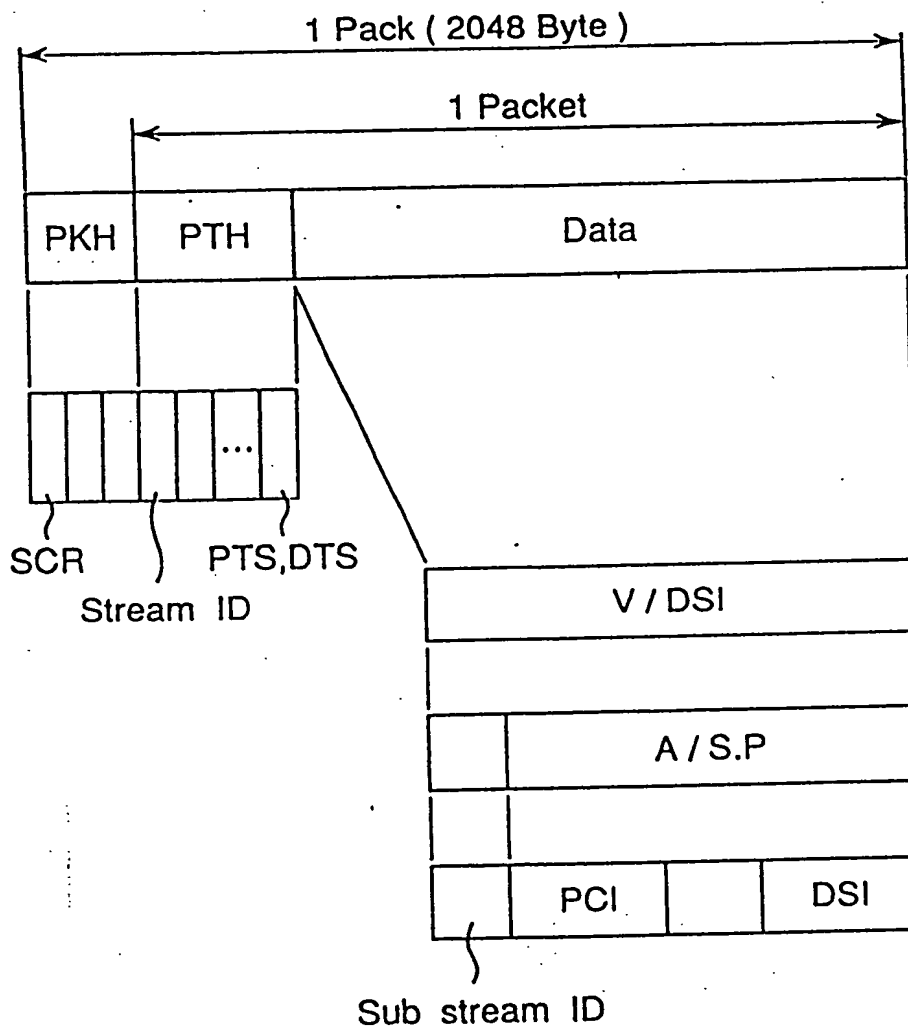 1 Pack ( 2048 Byte )
1 Packet
PKH PTH Data
...
SCR PTS,DTS
Stream ID
V / DSI
A / S.P
PCI DSI
Sub stream ID